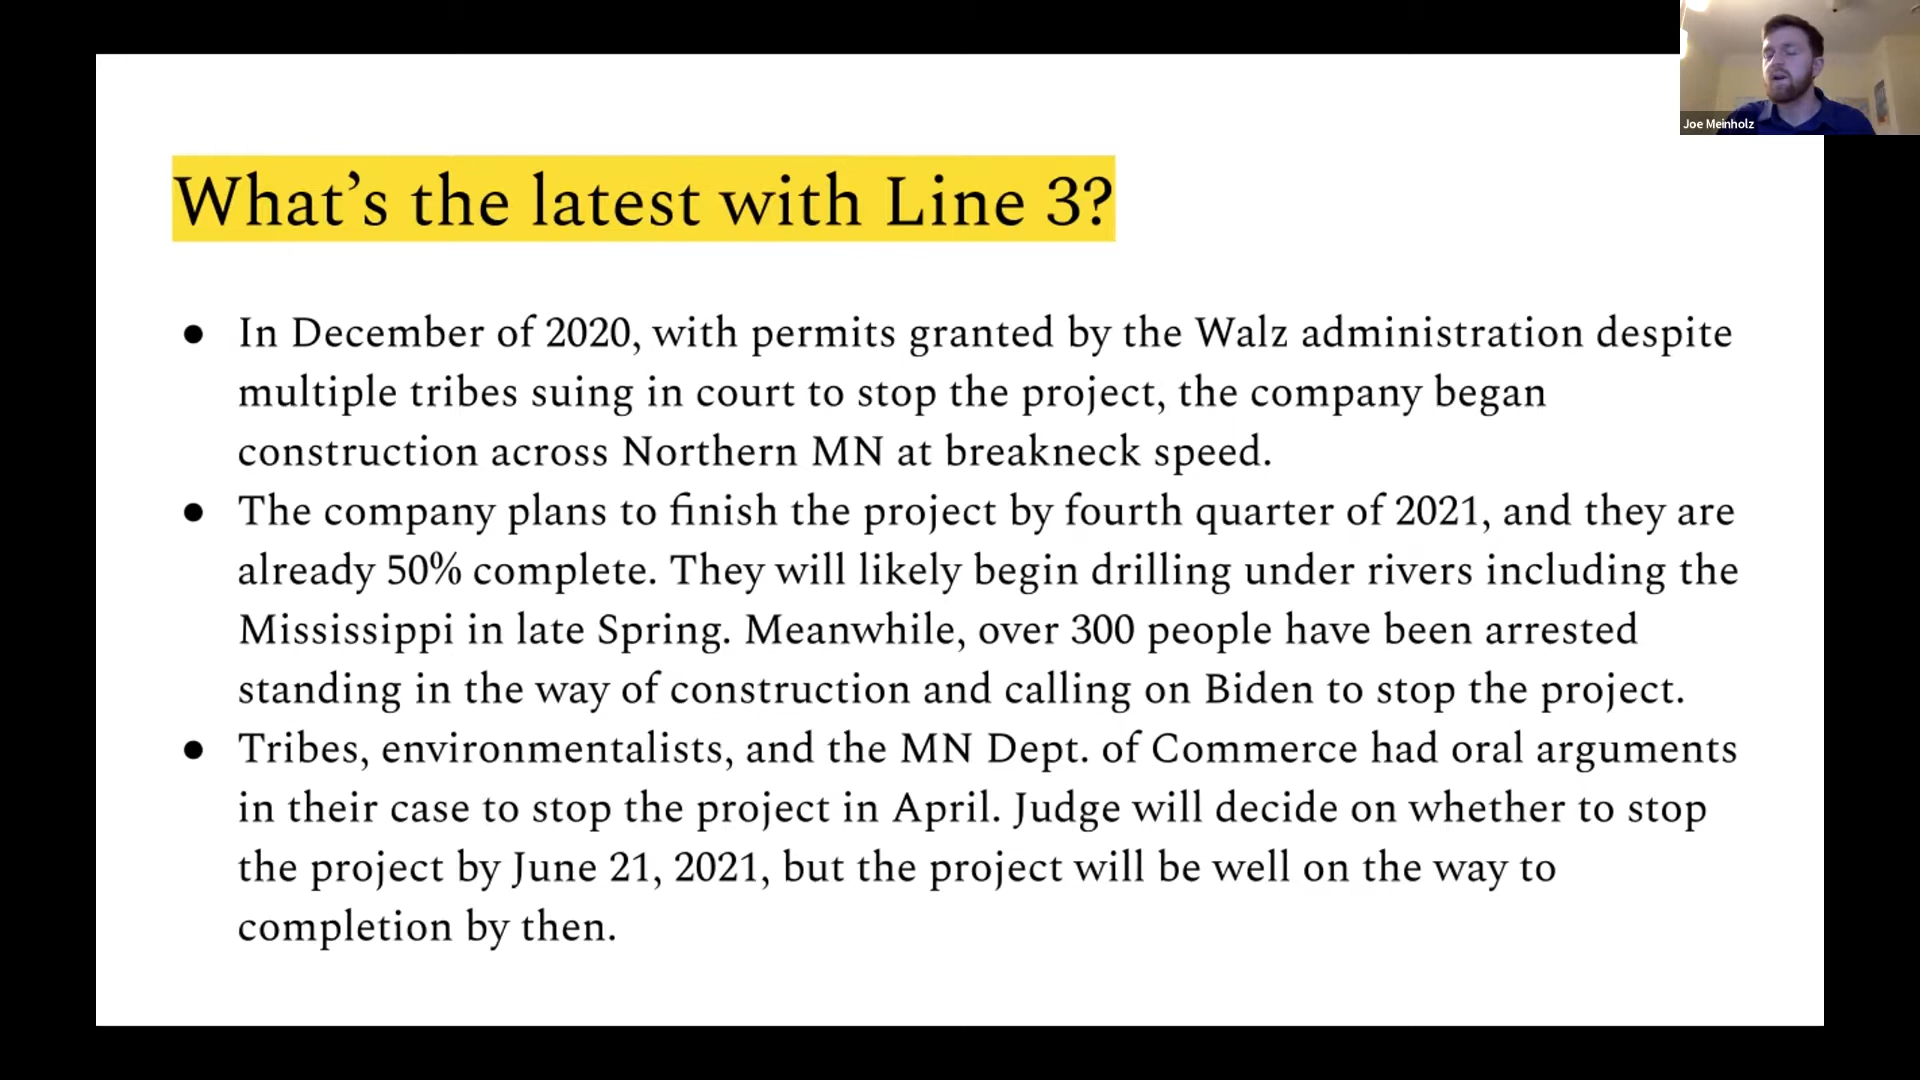 Joe Meinholz
What’s the latest with Line 3?
● In December of 2020, with permits granted by the Walz administration despite
multiple tribes suing in court to stop the project, the company began
construction across Northern MN at breakneck speed.
● The company plans to finish the project by fourth quarter of 2021, and they are
already 50% complete. They will likely begin drilling under rivers including the
Mississippi in late Spring. Meanwhile, over 300 people have been arrested
standing in the way of construction and calling on Biden to stop the project.
● Tribes, environmentalists, and the MN Dept. of Commerce had oral arguments
in their case to stop the project in April. Judge will decide on whether to stop
the project by June 21, 2021, but the project will be well on the way to
completion by then.